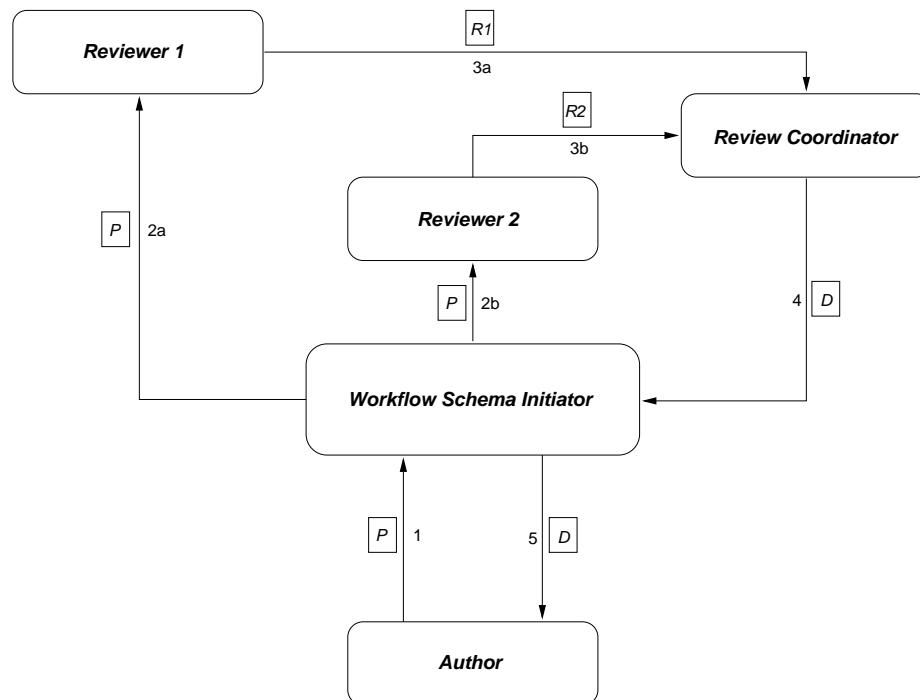 R1
Reviewer 1
3a
R2
Review Coordinator
3b
Reviewer 2
P
2a
P
2b
4
D
Workflow Schema Initiator
P
1
5
D
Author